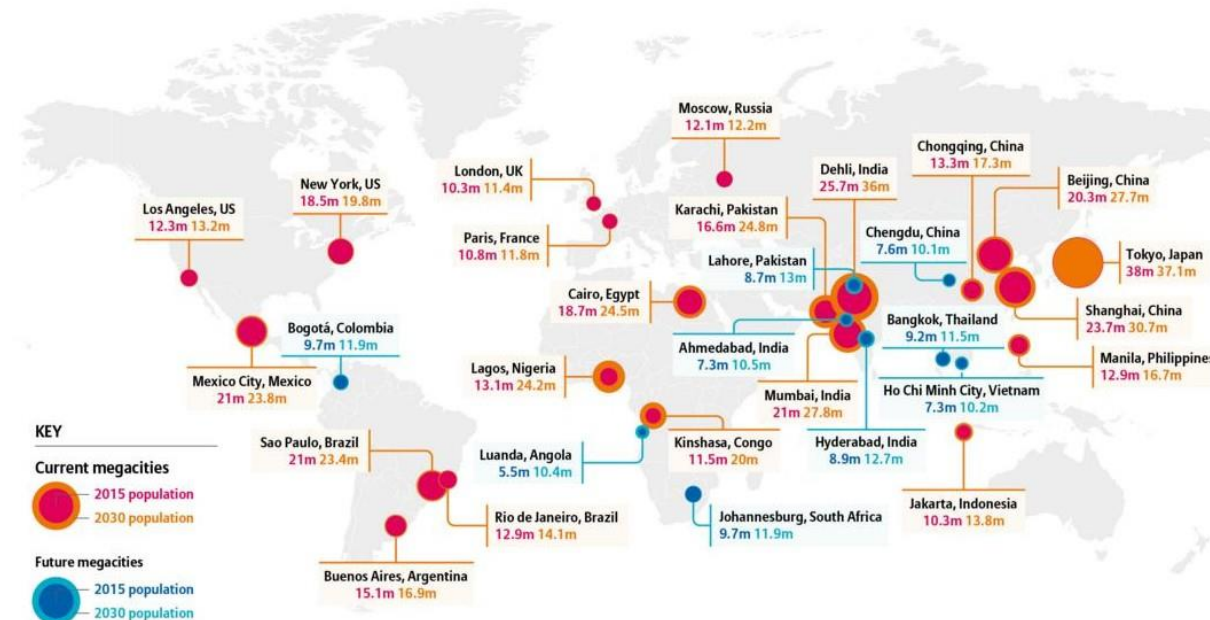 Moscow, Russia
12.1m 12.2m
Chongqing, China
13.3m 17.3m
London, UK
10.3m 11.4m
Dehli, India
25.7m 36m
New York, US
18.5m 19.8m
Beijing, China
20.3m 27.7m
Los Angeles, US
12.3m 13.2m
Karachi, Pakistan
16.6m 24.8m
Paris, France
10.8m 11.8m
Chengdu, China
7.6m 10.1m
Lahore, Pakistan
8.7m 13m
Tokyo, Japan
38m 37.1m
Cairo, Egypt
18.7m 24.5m
Shanghai, China
23.7m 30.7m
Bogotá, Colombia
9.7m 11.9m
Bangkok, Thailand
9.2m 11.5m
Ahmedabad, India
7.3m 10.5m
Manila, Philippines
12.9m 16.7m
Lagos, Nigeria
13.1m 24.2m
Mexico City, Mexico
21m 23.8m
Mumbai, India
21m 27.8m
Ho Chi Minh City, Vietnam
7.3m 10.2m
KEY
Current megacities
2015 population
2030 population
Sao Paulo, Brazil
21m 23.4m
Luanda, Angola
5.5m 10.4m
Kinshasa, Congo
11.5m 20m
Hyderabad, India
8.9m 12.7m
Jakarta, Indonesia
10.3m 13.8m
Rio de Janeiro, Brazil
12.9m 14.1m
Johannesburg, South Africa
9.7m 11.9m
Buenos Aires, Argentina
15.1m 16.9m
Future megacities
2015 population
2030 population